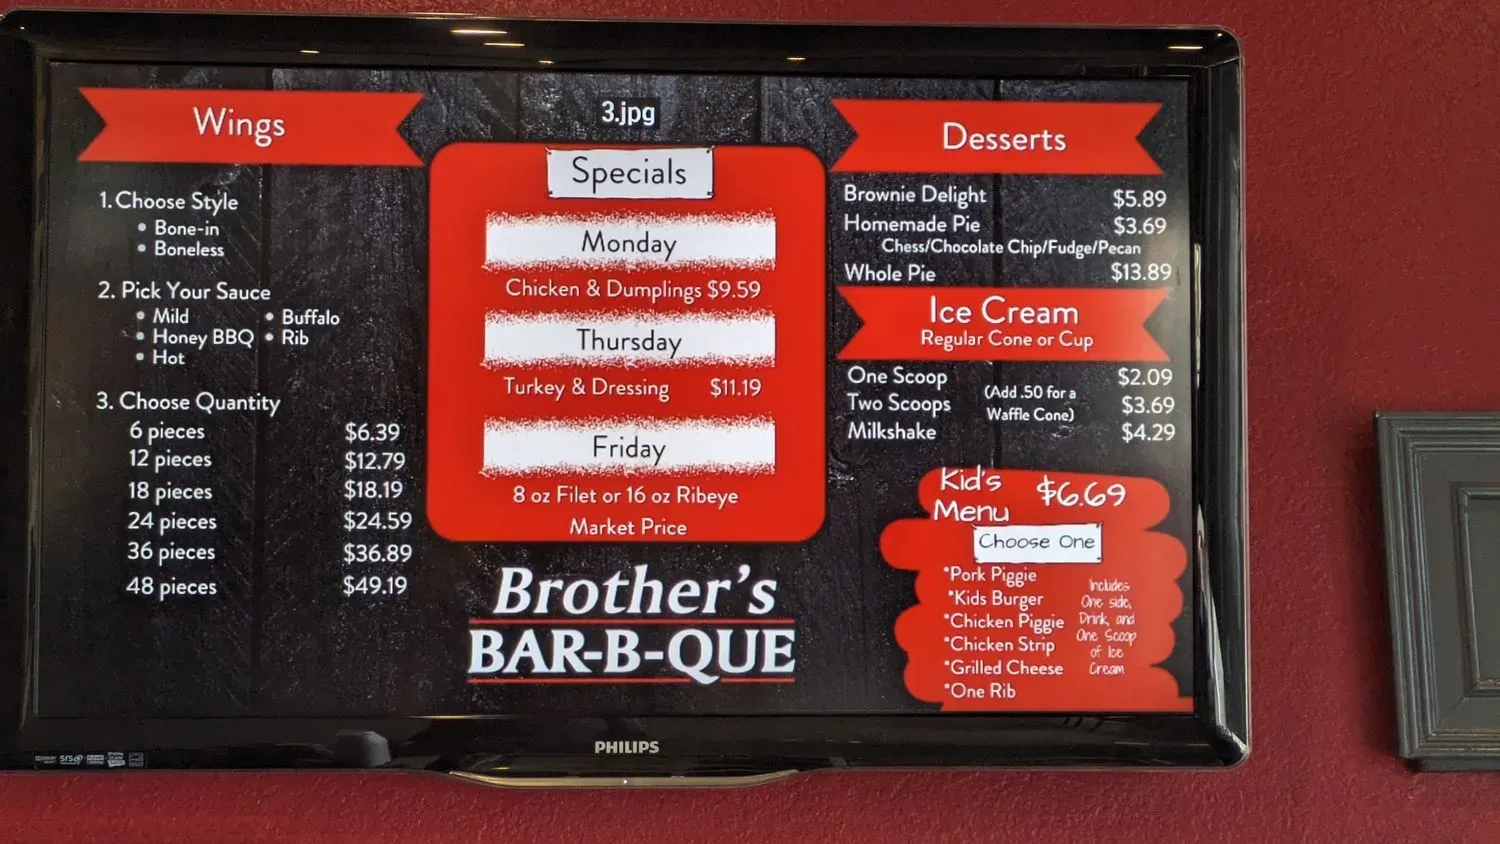 3.jpg
Wings
1. Choose Style
• Bone-in
• Boneless
2. Pick Your Sauce
• Mild • Buffalo
• Honey BBQ • Rib
• Hot
3. Choose Quantity
6 pieces $6.39
12 pieces $12.79
18 pieces $18.19
24 pieces $24.59
36 pieces $36.89
48 pieces $49.19
Specials
Monday
Chicken & Dumplings $9.59
Thursday
Turkey & Dressing $11.19
Friday
8 oz Filet or 16 oz Ribeye
Market Price
Brother's
BAR-B-QUE
Desserts
Brownie Delight $5.89
Homemade Pie $3.69
Chess/Chocolate Chip/Fudge/Pecan
Whole Pie $13.89
Ice Cream
Regular Cone or Cup
One Scoop $2.09
Two Scoops $3.69
Milkshake $4.29
(Add .50 for a
Waffle Cone)
Kid's
Menu
$6.69
Choose One
*Pork Piggie
*Kids Burger
*Chicken Piggie
*Chicken Strip
*Grilled Cheese
*One Rib
Includes
One side,
Drink, and
One Scoop
of Ice
Cream
PHILIPS